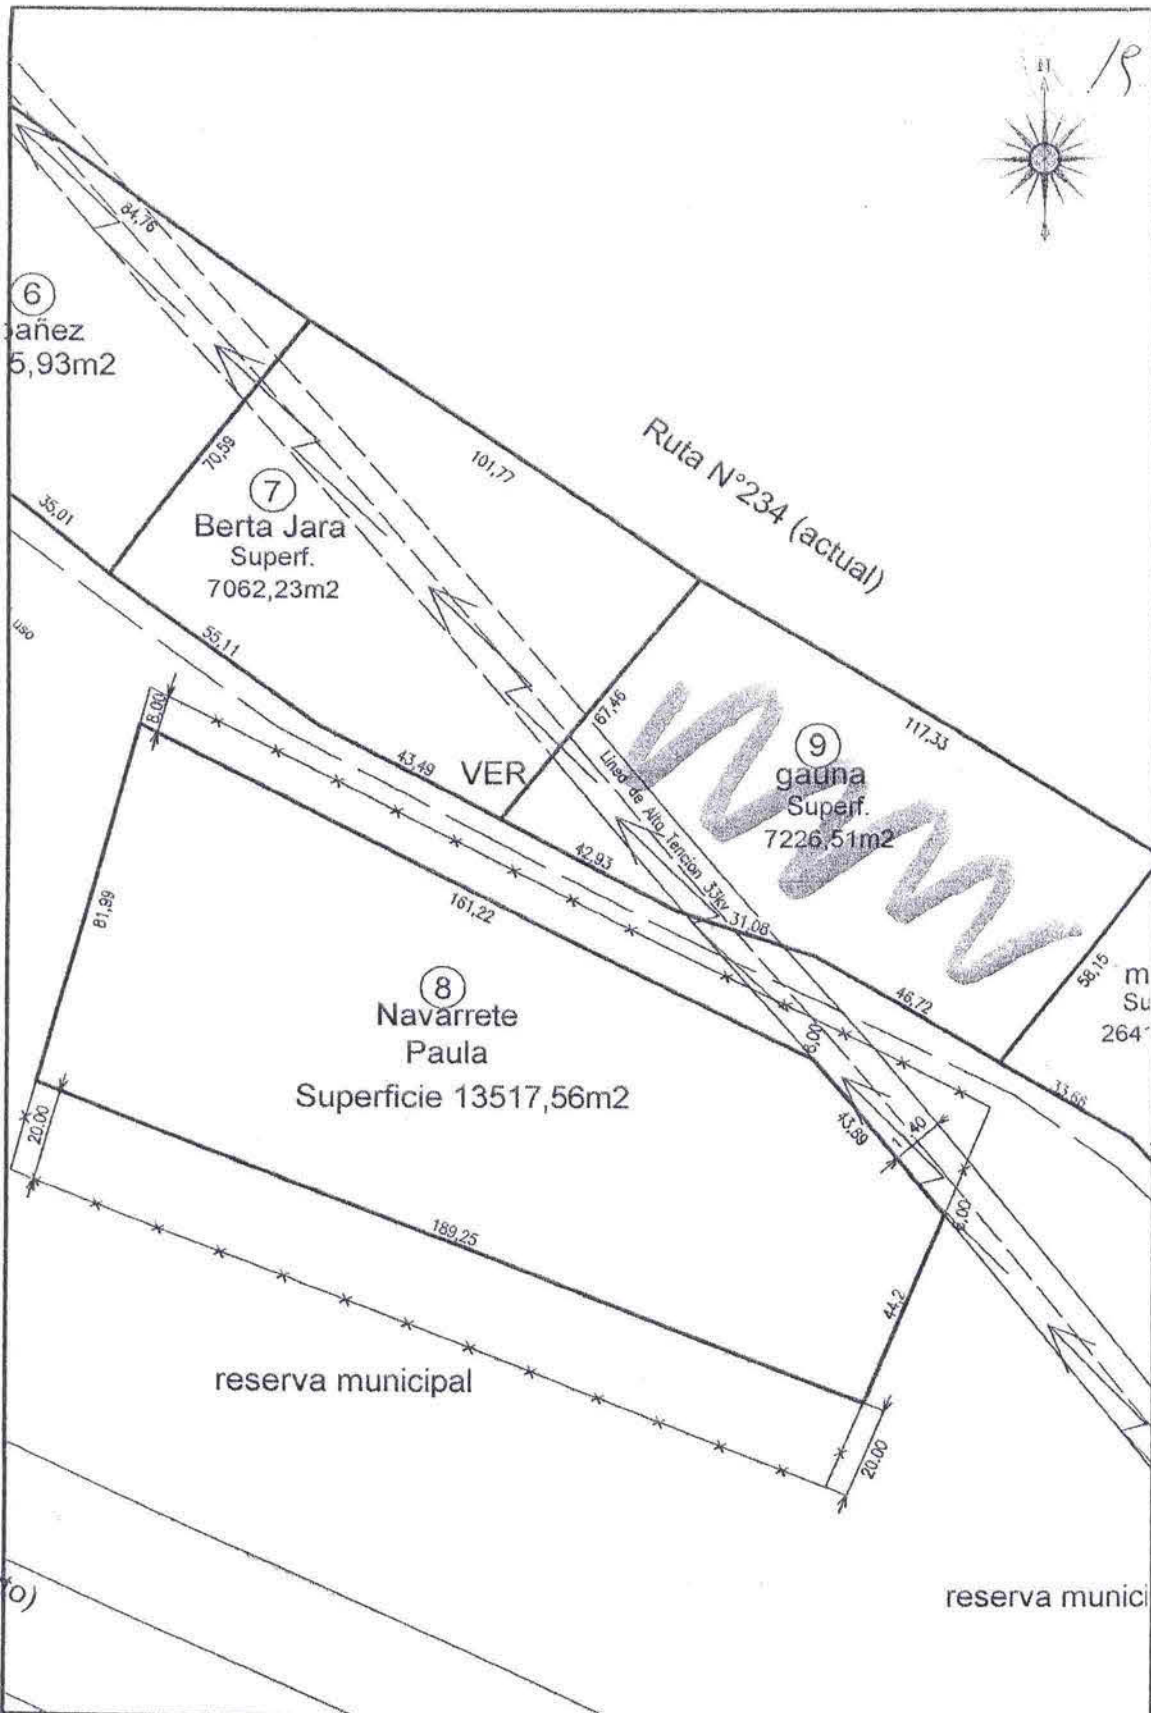 N
19
84,76
6
bañez
5,93m2
70,59
101,77
Ruta N°234 (actual)
35,01
7
Berta Jara
Superf.
7062,23m2
uso
55,11
8.00
43,49
VER
67,46
117,33
9
gauna
Superf.
7226,51m2
Linea de Alta Tencion 33kv
42,93
31,08
161,22
81,99
8
Navarrete
Paula
Superficie 13517,56m2
46,72
58,15
m
Su
264
33,66
6,00
43,89
20.00
189,25
6,00
44,2
reserva municipal
20.00
o)
reserva munici